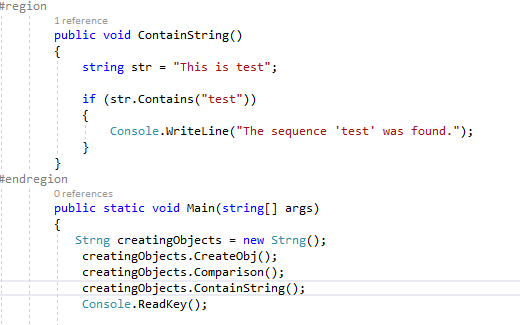 #region
1 reference
public void ContainString()
{
string str = "This is test";
if (str.Contains("test"))
{
Console.WriteLine("The sequence 'test' was found.");
}
}
#endregion
0 references
public static void Main(string[] args)
{
Strng creatingObjects = new Strng();
creatingObjects.CreateObj();
creatingObjects.Comparison();
creatingObjects.ContainString();
Console.ReadKey();